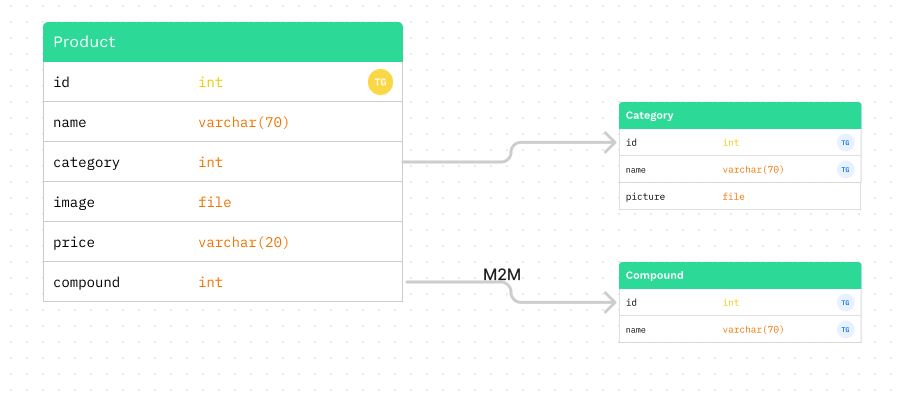 Product
id int TG
name varchar(70)
category int
image file
price varchar(20)
compound int
M2M
Category
id int TG
name varchar(70) TG
picture file
Compound
id int TG
name varchar(70) TG